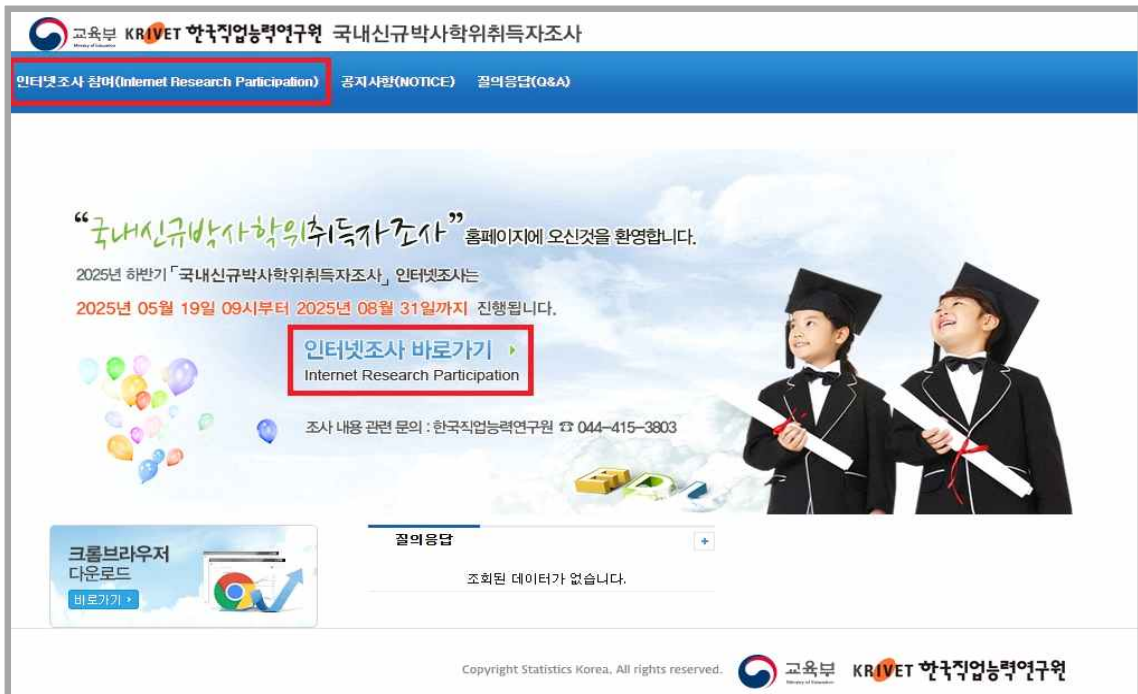 교육부 KRIVET 한국직업능력연구원 국내신규박사학위취득자조사
Ministry of Education
인터넷조사 참여(Internet Research Participation) 공지사항(NOTICE) 질의응답(Q&A)
“국내신규박사학위취득자조사” 홈페이지에 오신것을 환영합니다.
2025년 하반기 「국내신규박사학위취득자조사」 인터넷조사는
2025년 05월 19일 09시부터 2025년 08월 31일까지 진행됩니다.
인터넷조사 바로가기
Internet Research Participation
조사 내용 관련 문의 : 한국직업능력연구원 ☎ 044-415-3803
크롬브라우저
다운로드
바로가기
질의응답 +
조회된 데이터가 없습니다.
Copyright Statistics Korea, All rights reserved. 교육부 KRIVET 한국직업능력연구원
Ministry of Education